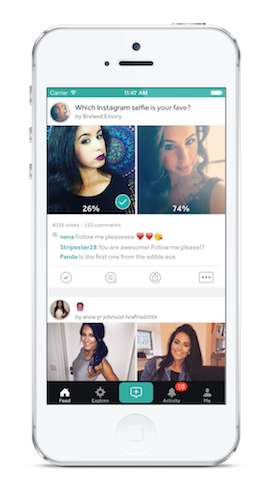 Carrier 11:47 AM
Which Instagram selfie is your fave?
by Breland Emory
26% 74%
4036 votes · 152 comments
nena Follow me pleaseeee
Stripester28 You are awesome! Follow me please!?
Panda Is the first one from the edible eos
by anna jr johnson hrafnsdóttir
10
Feed Explore Activity Me